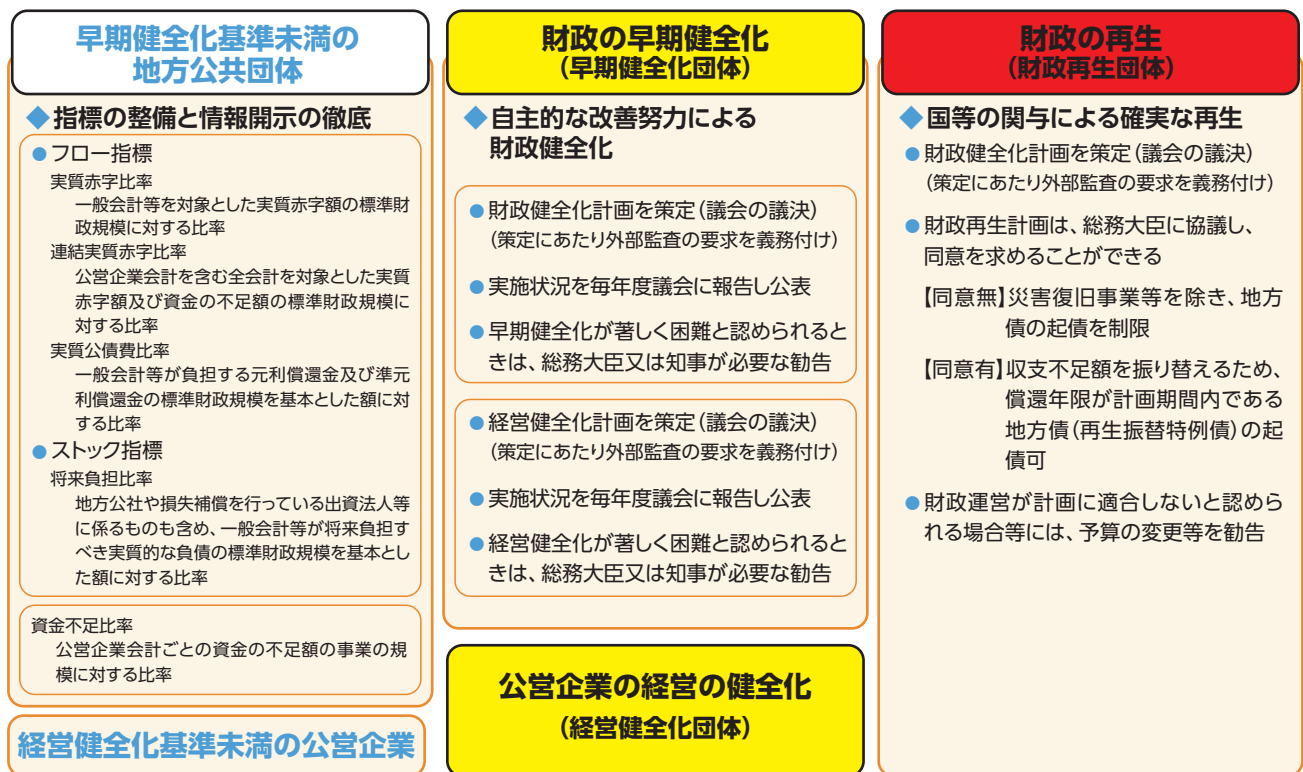 早期健全化基準未満の
地方公共団体
◆指標の整備と情報開示の徹底
●フロー指標
実質赤字比率
一般会計等を対象とした実質赤字額の標準財
政規模に対する比率
連結実質赤字比率
公営企業会計を含む全会計を対象とした実質
赤字額及び資金の不足額の標準財政規模に
対する比率
実質公債費比率
一般会計等が負担する元利償還金及び準元
利償還金の標準財政規模を基本とした額に対
する比率
●ストック指標
将来負担比率
地方公社や損失補償を行っている出資法人等
に係るものも含め、一般会計等が将来負担す
べき実質的な負債の標準財政規模を基本とし
た額に対する比率
資金不足比率
公営企業会計ごとの資金の不足額の事業の規
模に対する比率
経営健全化基準未満の公営企業
財政の早期健全化
（早期健全化団体）
◆自主的な改善努力による
財政健全化
●財政健全化計画を策定（議会の議決）
（策定にあたり外部監査の要求を義務付け）
●実施状況を毎年度議会に報告し公表
●早期健全化が著しく困難と認められると
きは、総務大臣又は知事が必要な勧告
●経営健全化計画を策定（議会の議決）
（策定にあたり外部監査の要求を義務付け）
●実施状況を毎年度議会に報告し公表
●経営健全化が著しく困難と認められると
きは、総務大臣又は知事が必要な勧告
公営企業の経営の健全化
（経営健全化団体）
財政の再生
（財政再生団体）
◆国等の関与による確実な再生
●財政健全化計画を策定（議会の議決）
（策定にあたり外部監査の要求を義務付け）
●財政再生計画は、総務大臣に協議し、
同意を求めることができる
【同意無】災害復旧事業等を除き、地方
債の起債を制限
【同意有】収支不足額を振り替えるため、
償還年限が計画期間内である
地方債（再生振替特例債）の起
債可
●財政運営が計画に適合しないと認めら
れる場合等には、予算の変更等を勧告